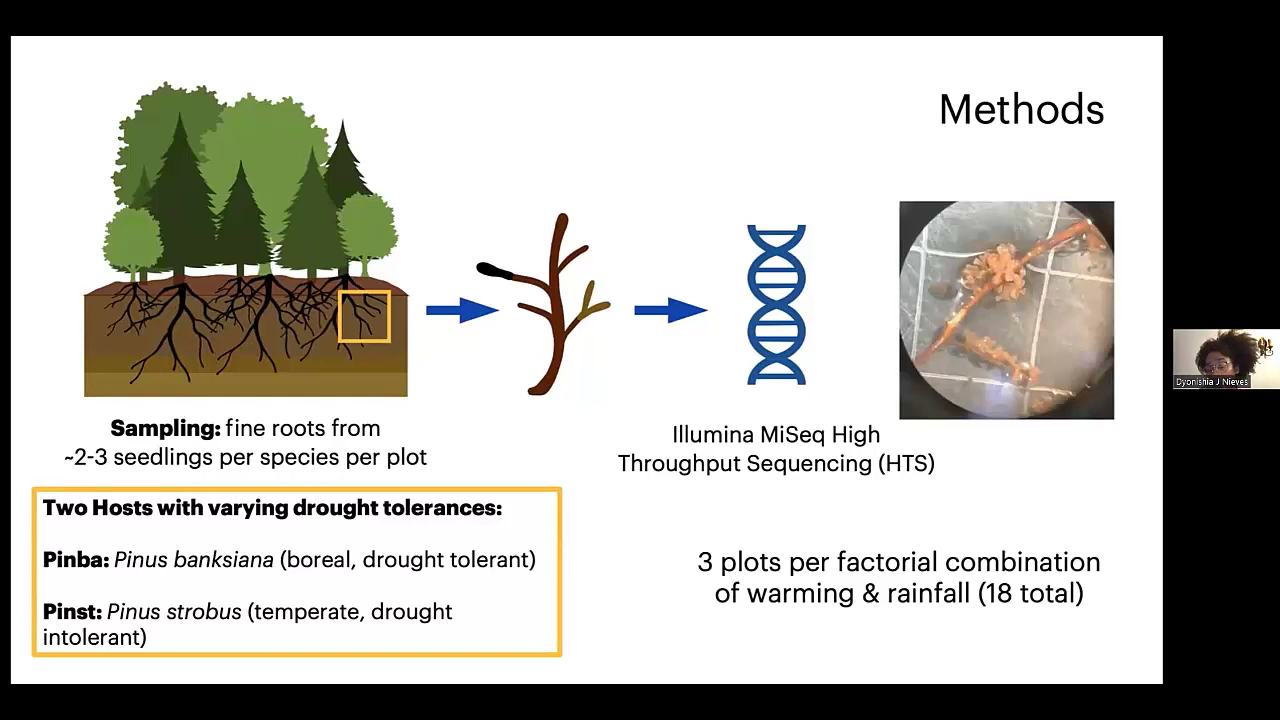 Methods
Sampling: fine roots from
~2-3 seedlings per species per plot
Illumina MiSeq High
Throughput Sequencing (HTS)
Two Hosts with varying drought tolerances:
Pinba: Pinus banksiana (boreal, drought tolerant)
Pinst: Pinus strobus (temperate, drought
intolerant)
3 plots per factorial combination
of warming & rainfall (18 total)
Dyonishia J Nieves